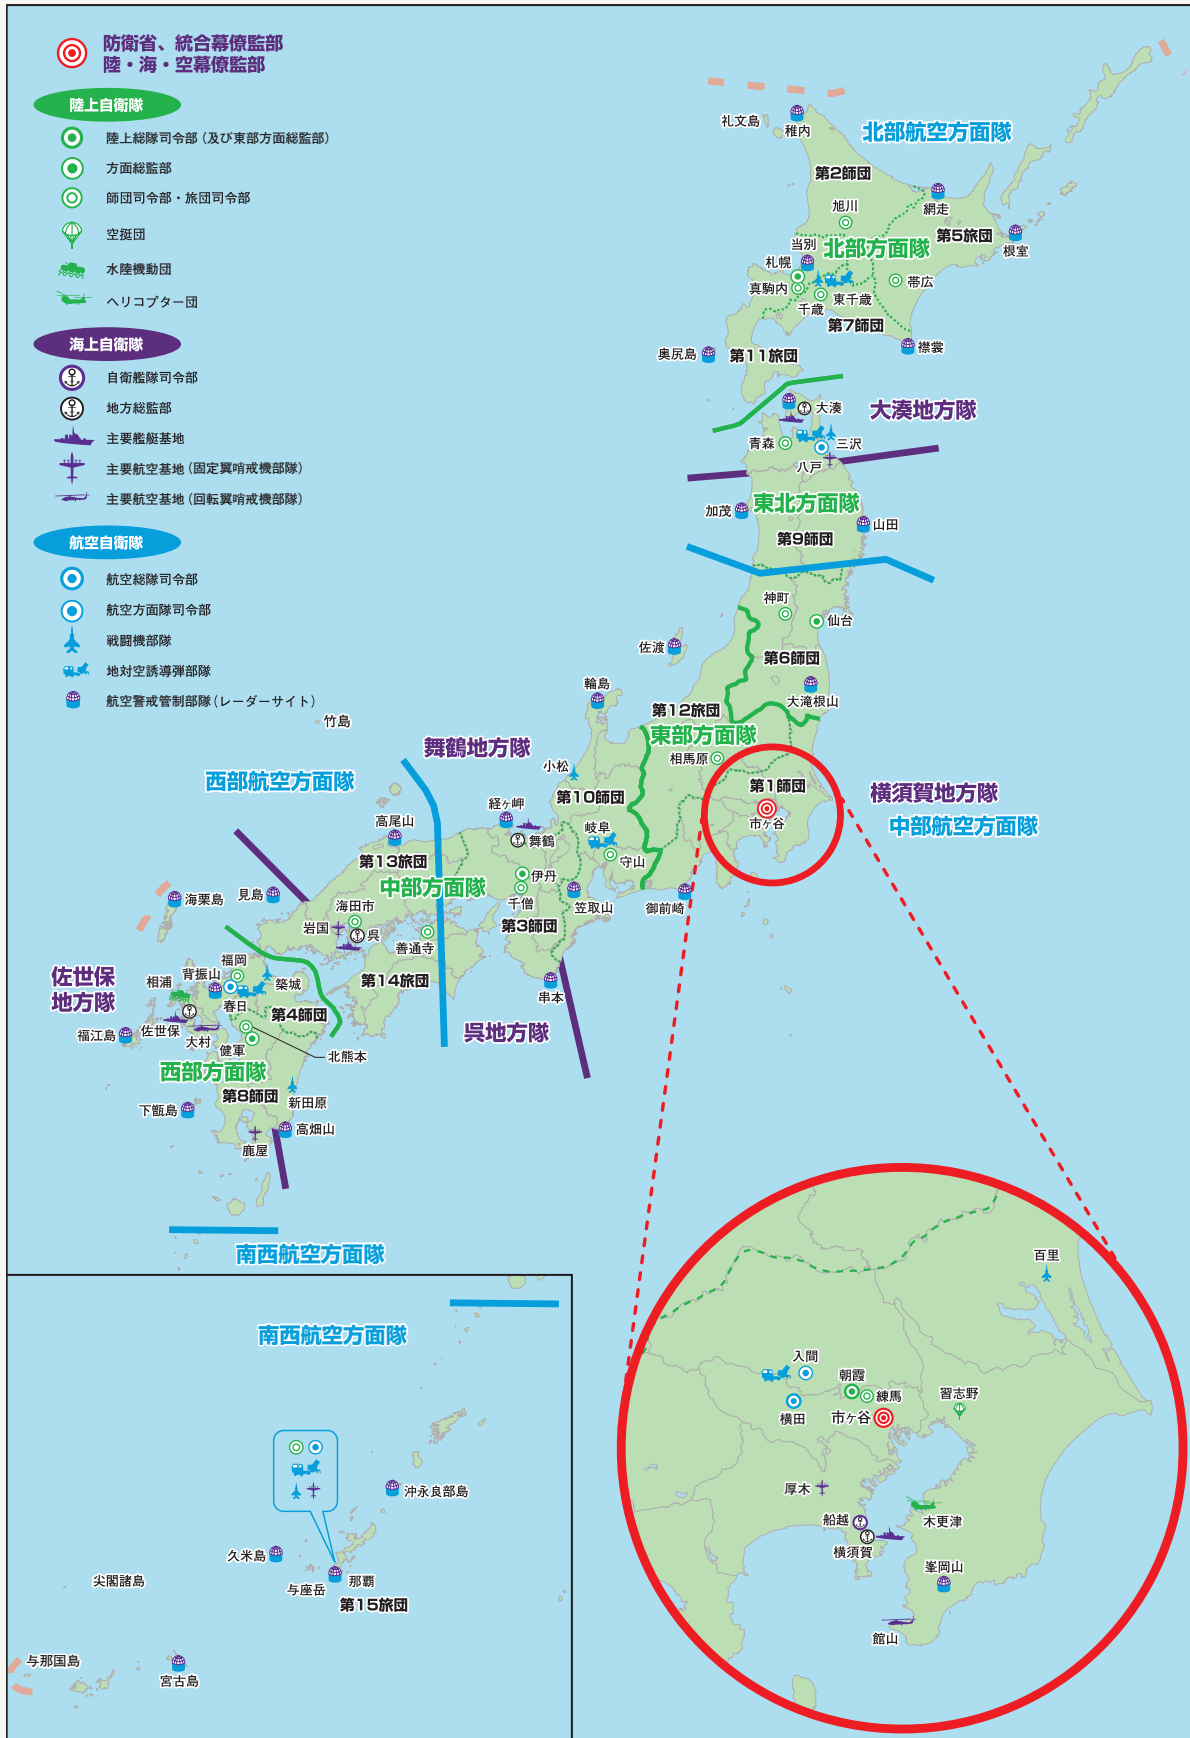 防衛省、統合幕僚監部
陸・海・空幕僚監部
陸上自衛隊
陸上総隊司令部（及び東部方面総監部）
方面総監部
師団司令部・旅団司令部
空挺団
水陸機動団
ヘリコプター団
海上自衛隊
自衛艦隊司令部
地方総監部
主要艦艇基地
主要航空基地（固定翼哨戒機部隊）
主要航空基地（回転翼哨戒機部隊）
航空自衛隊
航空総隊司令部
航空方面隊司令部
戦闘機部隊
地対空誘導弾部隊
航空警戒管制部隊（レーダーサイト）
礼文島
稚内
北部航空方面隊
第2師団
旭川
網走
第5旅団
根室
当別
北部方面隊
札幌
真駒内
千歳
東千歳
帯広
第7師団
襟裳
奥尻島
第11旅団
大湊
大湊地方隊
青森
三沢
八戸
東北方面隊
加茂
山田
第9師団
神町
仙台
佐渡
第6師団
大滝根山
輪島
第12旅団
東部方面隊
相馬原
竹島
舞鶴地方隊
西部航空方面隊
小松
第10師団
第1師団
市ヶ谷
横須賀地方隊
中部航空方面隊
経ヶ岬
舞鶴
岐阜
守山
高尾山
第13旅団
中部方面隊
伊丹
千僧
笠取山
御前崎
第3師団
海栗島
見島
海田市
岩国
呉
善通寺
第14旅団
串本
呉地方隊
佐世保
地方隊
福岡
背振山
築城
相浦
春日
第4師団
福江島
佐世保
大村
健軍
北熊本
西部方面隊
第8師団
新田原
下甑島
高畑山
鹿屋
南西航空方面隊
南西航空方面隊
沖永良部島
久米島
尖閣諸島
与座岳
那覇
第15旅団
与那国島
宮古島
百里
入間
朝霞
練馬
習志野
横田
市ヶ谷
厚木
船越
横須賀
木更津
峯岡山
館山